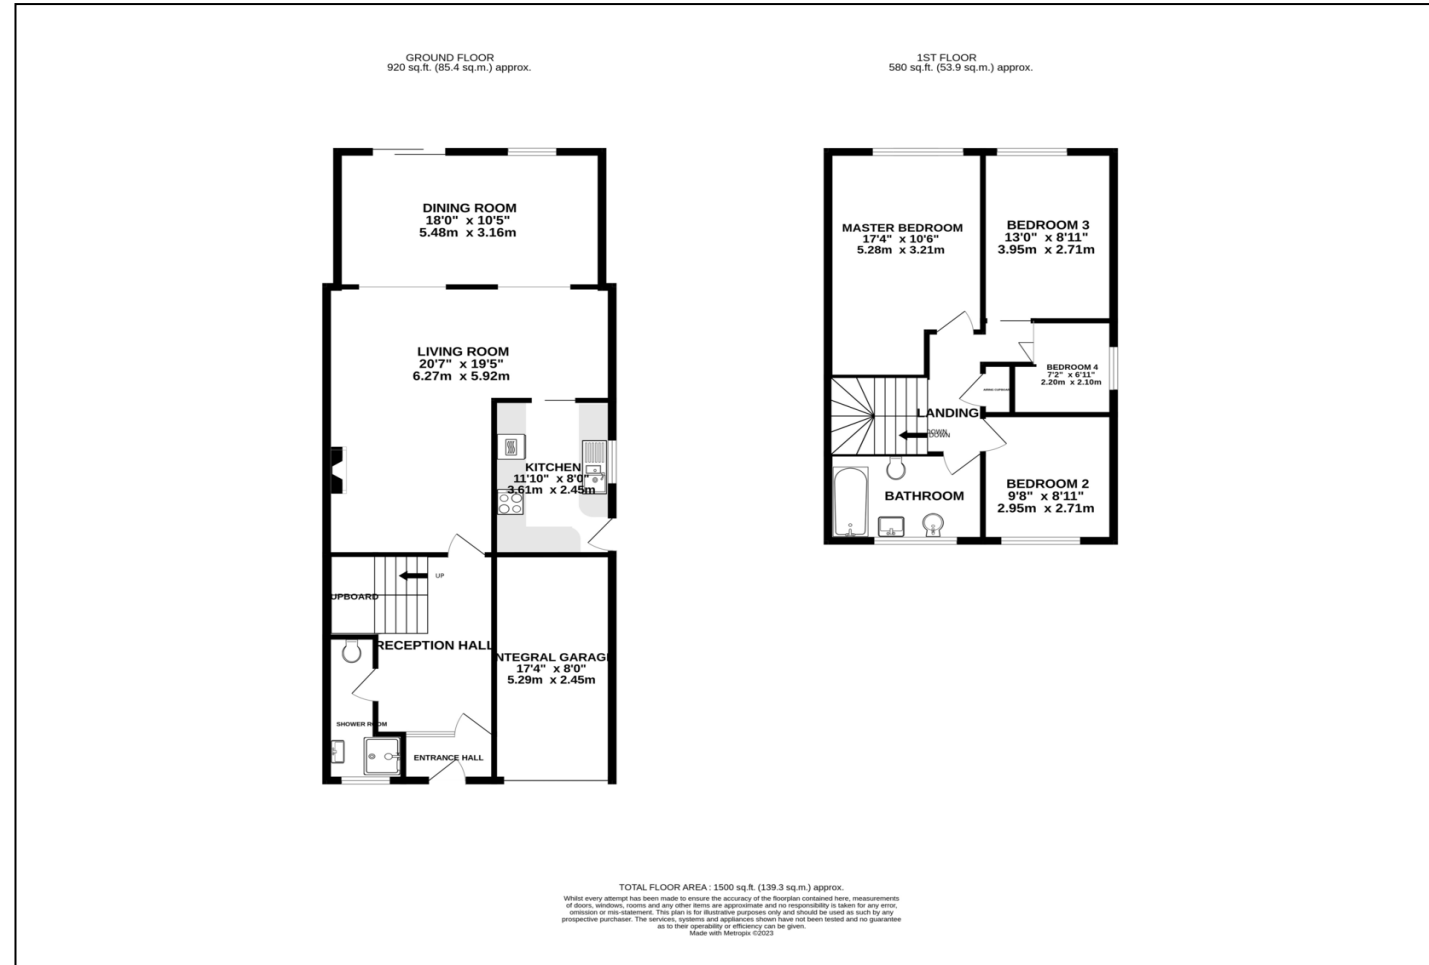 GROUND FLOOR
920 sq.ft. (85.4 sq.m.) approx.
1ST FLOOR
580 sq.ft. (53.9 sq.m.) approx.
DINING ROOM
18'0" x 10'5"
5.48m x 3.16m
LIVING ROOM
20'7" x 19'5"
6.27m x 5.92m
KITCHEN
11'10" x 8'0"
3.61m x 2.45m
UP
UPBOARD
RECEPTION HALL
INTEGRAL GARAGE
17'4" x 8'0"
5.29m x 2.45m
SHOWER ROOM
ENTRANCE HALL
MASTER BEDROOM
17'4" x 10'6"
5.28m x 3.21m
BEDROOM 3
13'0" x 8'11"
3.95m x 2.71m
BEDROOM 4
7'2" x 6'11"
2.20m x 2.10m
LANDING
DOWN
DOWN
BATHROOM
BEDROOM 2
9'8" x 8'11"
2.95m x 2.71m
TOTAL FLOOR AREA : 1500 sq.ft. (139.3 sq.m.) approx.
Whilst every attempt has been made to ensure the accuracy of the floorplan contained here, measurements
of doors, windows, rooms and any other items are approximate and no responsibility is taken for any error,
omission or mis-statement. This plan is for illustrative purposes only and should be used as such by any
prospective purchaser. The services, systems and appliances shown have not been tested and no guarantee
as to their operability or efficiency can be given.
Made with Metropix ©2023